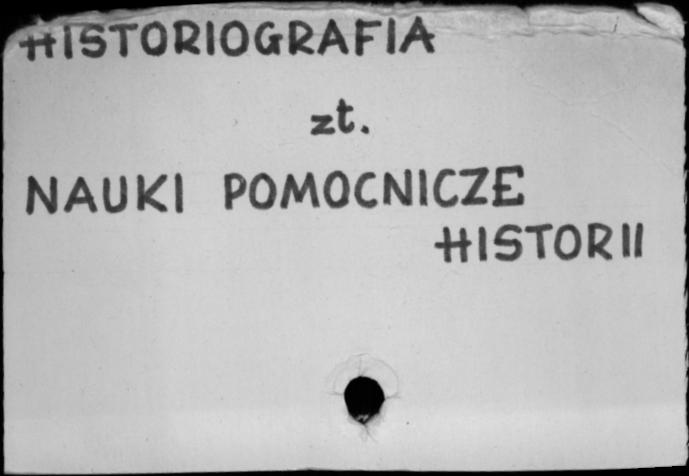 HISTORIOGRAFIA
zt.
NAUKI POMOCNICZE
HISTORII